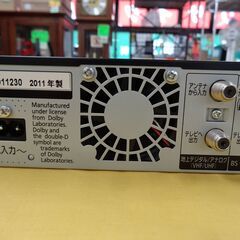 011230 2011年製
Manufactured
under license
from Dolby
Laboratories.
Dolby and
the double-D
symbol are
trademarks
of Dolby
Laboratories.
入力〜
アンテナ
から入力
テレビへ
出力
地上デジタル/アナログ
(VHF/UHF)
BS